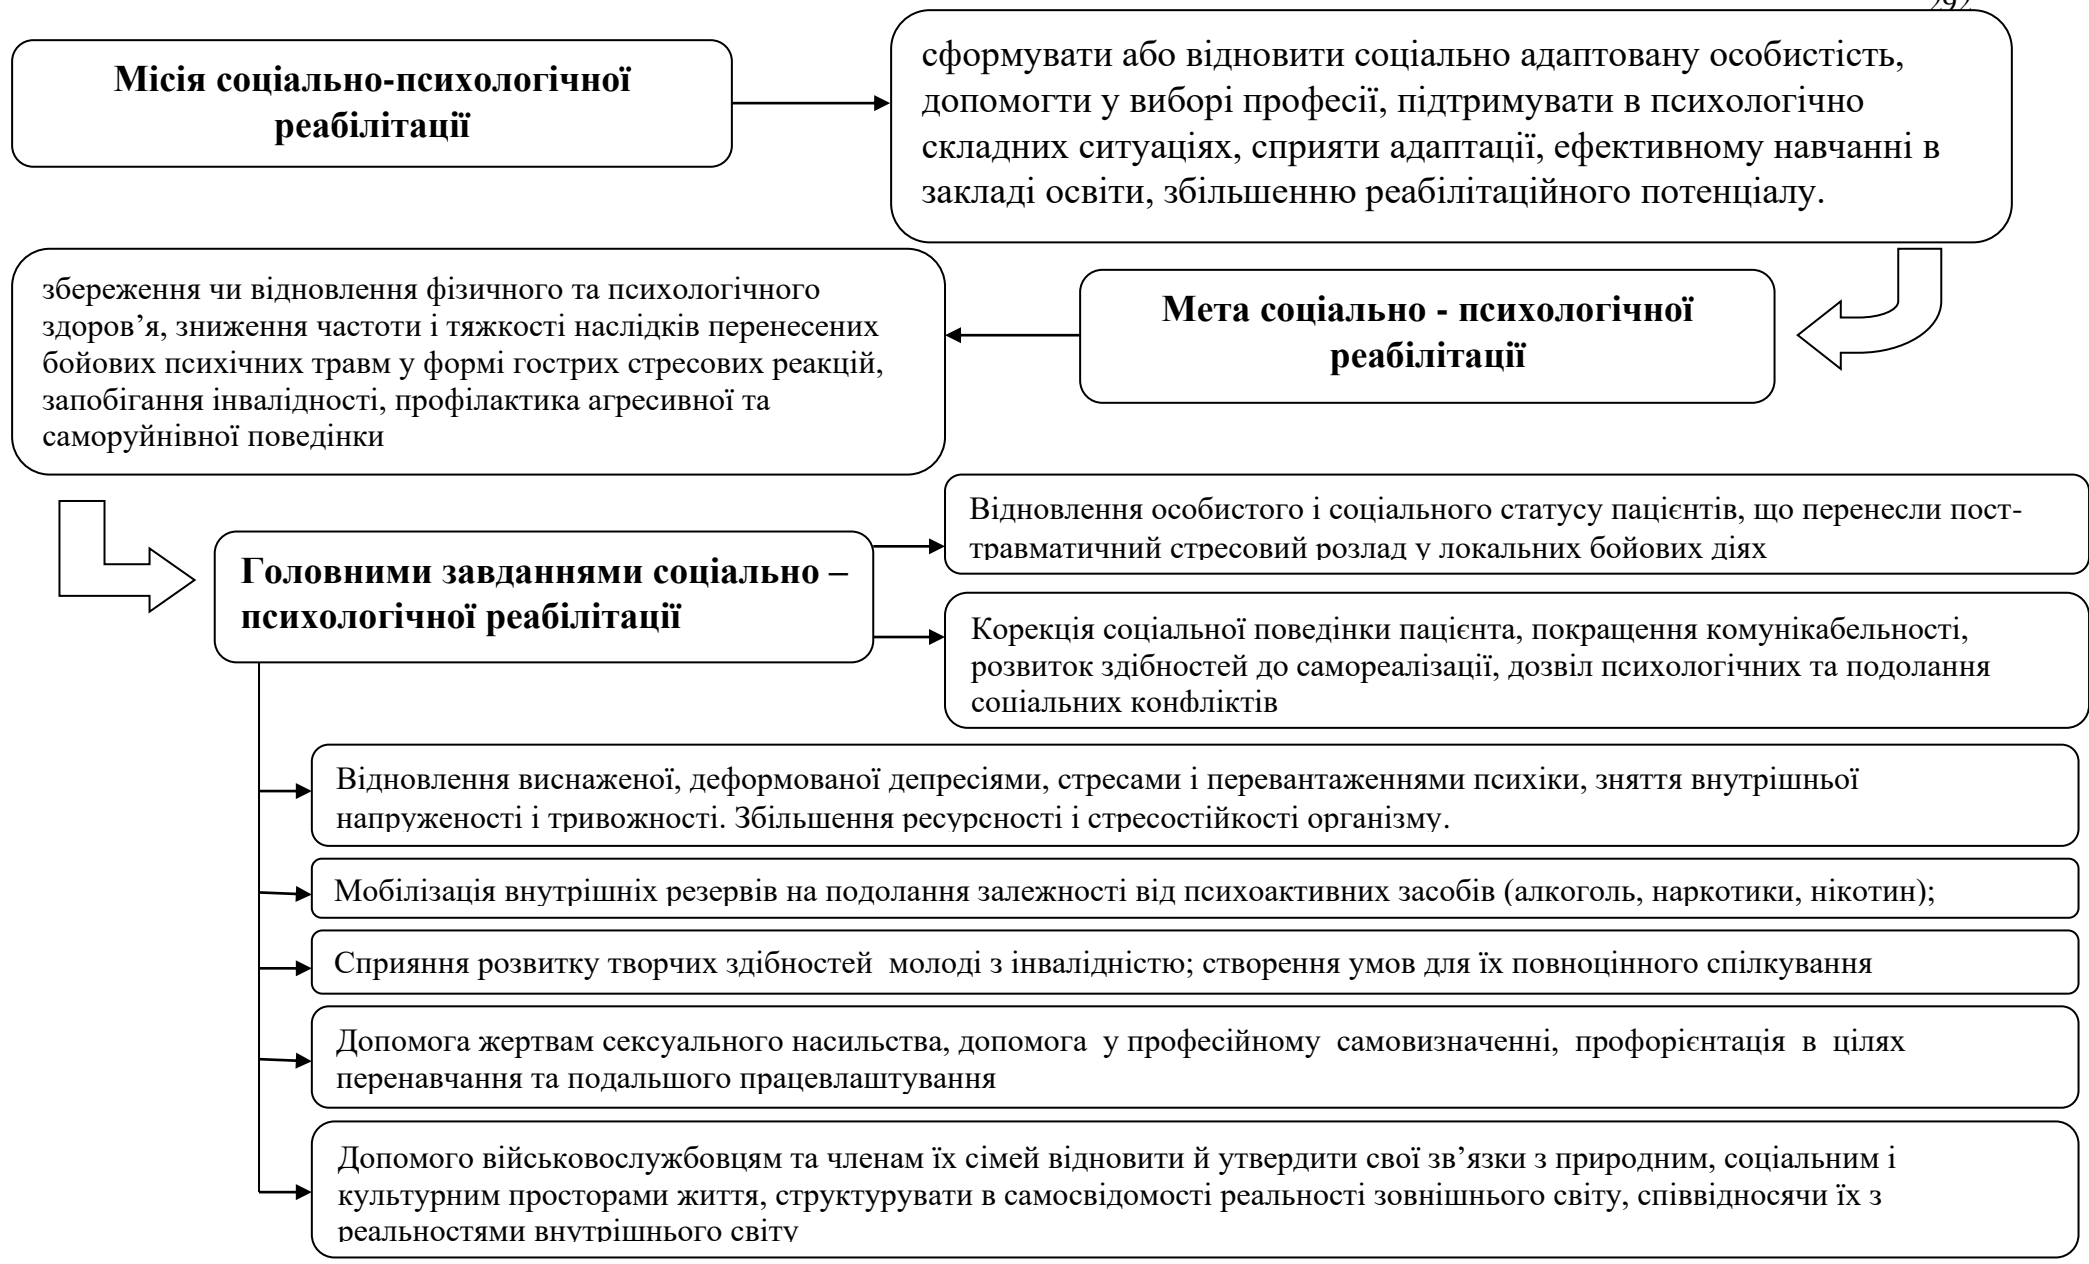 Місія соціально-психологічної
реабілітації
сформувати або відновити соціально адаптовану особистість,
допомогти у виборі професії, підтримувати в психологічно
складних ситуаціях, сприяти адаптації, ефективному навчанні в
закладі освіти, збільшенню реабілітаційного потенціалу.
збереження чи відновлення фізичного та психологічного
здоров’я, зниження частоти і тяжкості наслідків перенесених
бойових психічних травм у формі гострих стресових реакцій,
запобігання інвалідності, профілактика агресивної та
саморуйнівної поведінки
Мета соціально - психологічної
реабілітації
Головними завданнями соціально –
психологічної реабілітації
Відновлення особистого і соціального статусу пацієнтів, що перенесли пост-
травматичний стресовий розлад у локальних бойових діях
Корекція соціальної поведінки пацієнта, покращення комунікабельності,
розвиток здібностей до самореалізації, дозвіл психологічних та подолання
соціальних конфліктів
Відновлення виснаженої, деформованої депресіями, стресами і перевантаженнями психіки, зняття внутрішньої
напруженості і тривожності. Збільшення ресурсності і стресостійкості організму.
Мобілізація внутрішніх резервів на подолання залежності від психоактивних засобів (алкоголь, наркотики, нікотин);
Сприяння розвитку творчих здібностей  молоді з інвалідністю; створення умов для їх повноцінного спілкування
Допомога жертвам сексуального насильства, допомога  у професійному  самовизначенні,  профорієнтація  в  цілях
перенавчання та подальшого працевлаштування
Допомого військовослужбовцям та членам їх сімей відновити й утвердити свої зв’язки з природним, соціальним і
культурним просторами життя, структурувати в самосвідомості реальності зовнішнього світу, співвідносячи їх з
реальностями внутрішнього світу